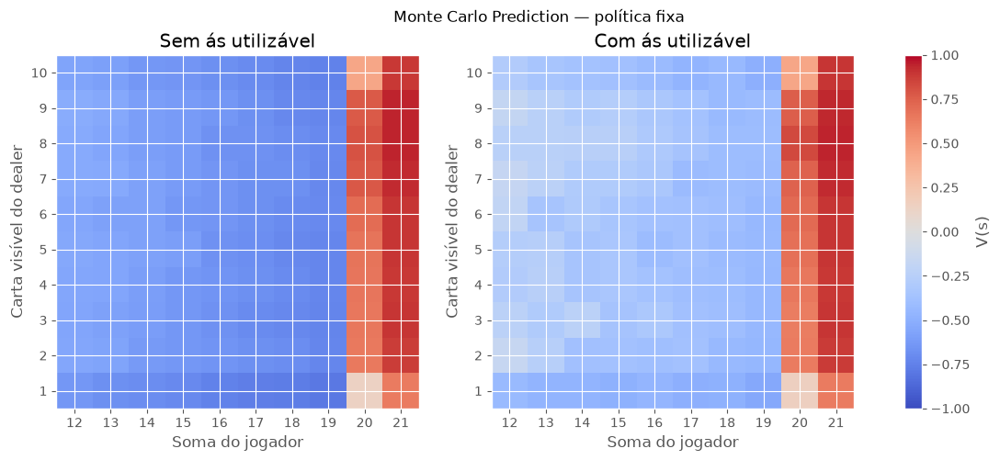 Monte Carlo Prediction — política fixa
Sem ás utilizável
Com ás utilizável
Carta visível do dealer
10
9
8
7
6
5
4
3
2
1
12 13 14 15 16 17 18 19 20 21
Soma do jogador
Carta visível do dealer
10
9
8
7
6
5
4
3
2
1
12 13 14 15 16 17 18 19 20 21
Soma do jogador
1.00
0.75
0.50
0.25
0.00
−0.25
−0.50
−0.75
−1.00
V(s)